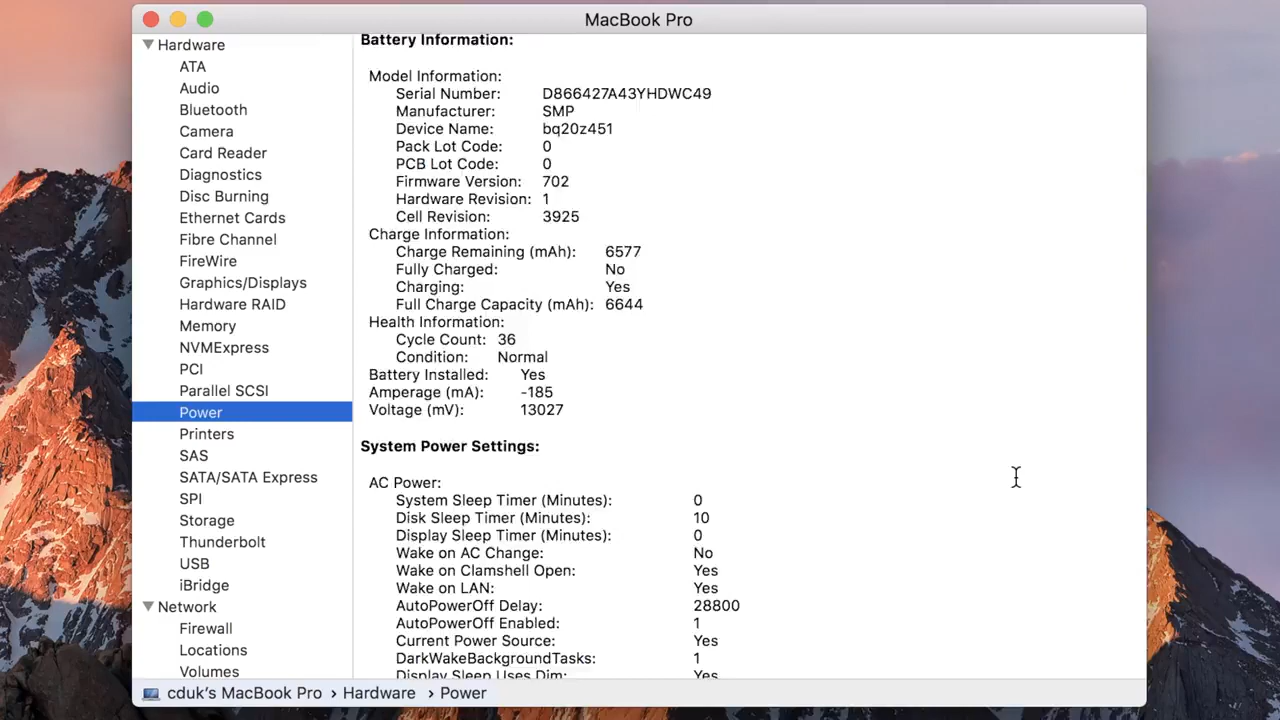 MacBook Pro
Hardware
ATA
Audio
Bluetooth
Camera
Card Reader
Diagnostics
Disc Burning
Ethernet Cards
Fibre Channel
FireWire
Graphics/Displays
Hardware RAID
Memory
NVMExpress
PCI
Parallel SCSI
Power
Printers
SAS
SATA/SATA Express
SPI
Storage
Thunderbolt
USB
iBridge
Network
Firewall
Locations
Volumes
Battery Information:
Model Information:
Serial Number: D866427A43YHDWC49
Manufacturer: SMP
Device Name: bq20z451
Pack Lot Code: 0
PCB Lot Code: 0
Firmware Version: 702
Hardware Revision: 1
Cell Revision: 3925
Charge Information:
Charge Remaining (mAh): 6577
Fully Charged: No
Charging: Yes
Full Charge Capacity (mAh): 6644
Health Information:
Cycle Count: 36
Condition: Normal
Battery Installed: Yes
Amperage (mA): -185
Voltage (mV): 13027
System Power Settings:
AC Power:
System Sleep Timer (Minutes): 0
Disk Sleep Timer (Minutes): 10
Display Sleep Timer (Minutes): 0
Wake on AC Change: No
Wake on Clamshell Open: Yes
Wake on LAN: Yes
AutoPowerOff Delay: 28800
AutoPowerOff Enabled: 1
Current Power Source: Yes
DarkWakeBackgroundTasks: 1
Display Sleep Uses Dim: Yes
cduk's MacBook Pro › Hardware › Power